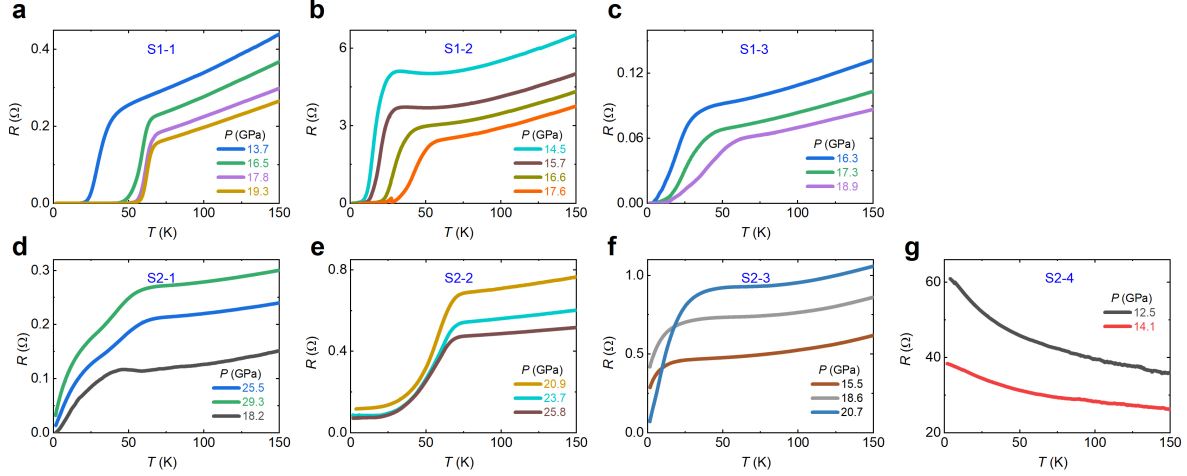 a
S1-1
R (Ω)
0.4
0.2
0.0
P (GPa)
13.7
16.5
17.8
19.3
0 50 100 150
T (K)
b
S1-2
R (Ω)
6
3
0
P (GPa)
14.5
15.7
16.6
17.6
0 50 100 150
T (K)
c
S1-3
R (Ω)
0.12
0.06
0.00
P (GPa)
16.3
17.3
18.9
0 50 100 150
T (K)
d
S2-1
R (Ω)
0.3
0.2
0.1
0.0
P (GPa)
25.5
29.3
18.2
0 50 100 150
T (K)
e
S2-2
R (Ω)
0.8
0.4
0.0
P (GPa)
20.9
23.7
25.8
0 50 100 150
T (K)
f
S2-3
R (Ω)
1.0
0.5
0.0
P (GPa)
15.5
18.6
20.7
0 50 100 150
T (K)
g
S2-4
R (Ω)
60
40
20
P (GPa)
12.5
14.1
0 50 100 150
T (K)